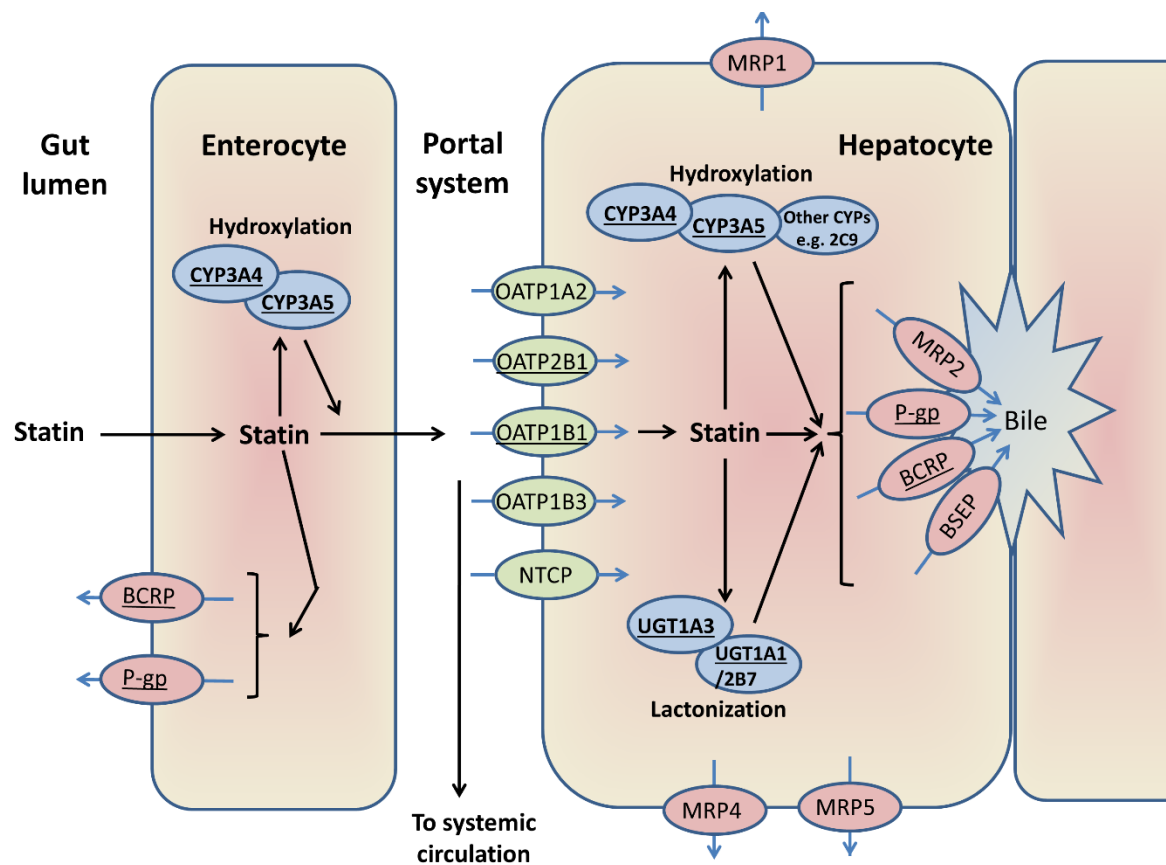 MRP1
Gut
lumen
Enterocyte
Portal
system
Hepatocyte
Hydroxylation
CYP3A4
CYP3A5
Hydroxylation
CYP3A4
CYP3A5
Other CYPs
e.g. 2C9
OATP1A2
OATP2B1
OATP1B1
OATP1B3
NTCP
Statin
Statin
Statin
MRP2
P-gp
BCRP
BSEP
Bile
BCRP
P-gp
UGT1A3
UGT1A1
/2B7
Lactonization
MRP4
MRP5
To systemic
circulation